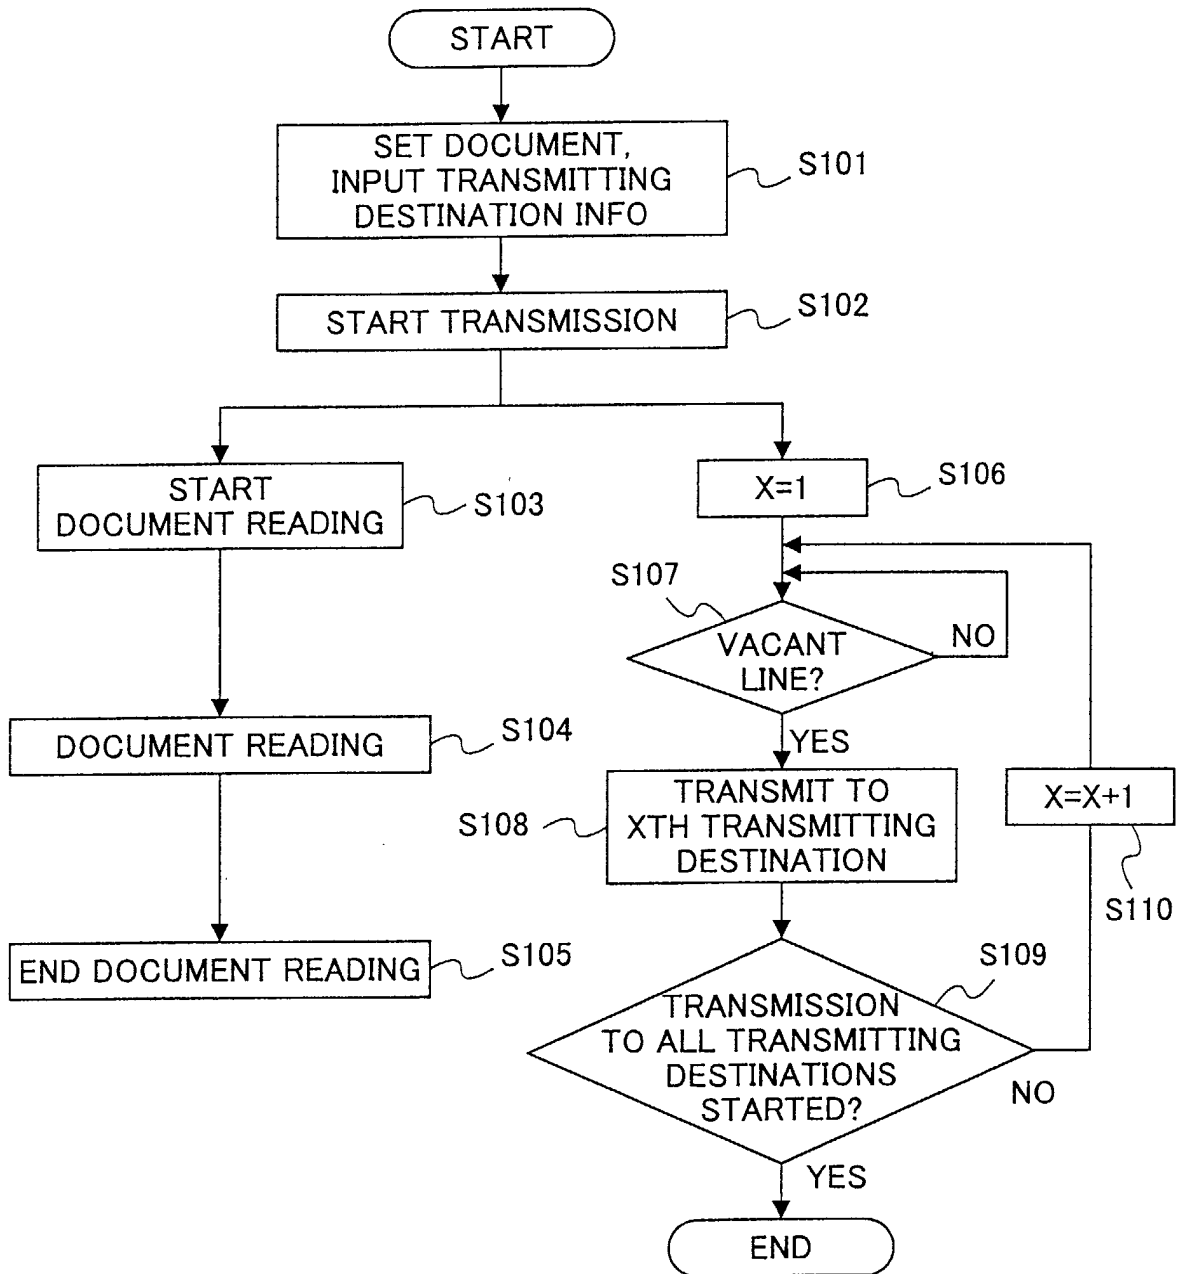 START
SET DOCUMENT,
INPUT TRANSMITTING
DESTINATION INFO
S101
START TRANSMISSION
S102
START
DOCUMENT READING
S103
X=1
S106
S107
VACANT
LINE?
NO
YES
DOCUMENT READING
S104
TRANSMIT TO
XTH TRANSMITTING
DESTINATION
S108
X=X+1
S110
END DOCUMENT READING
S105
S109
TRANSMISSION
TO ALL TRANSMITTING
DESTINATIONS
STARTED?
NO
YES
END